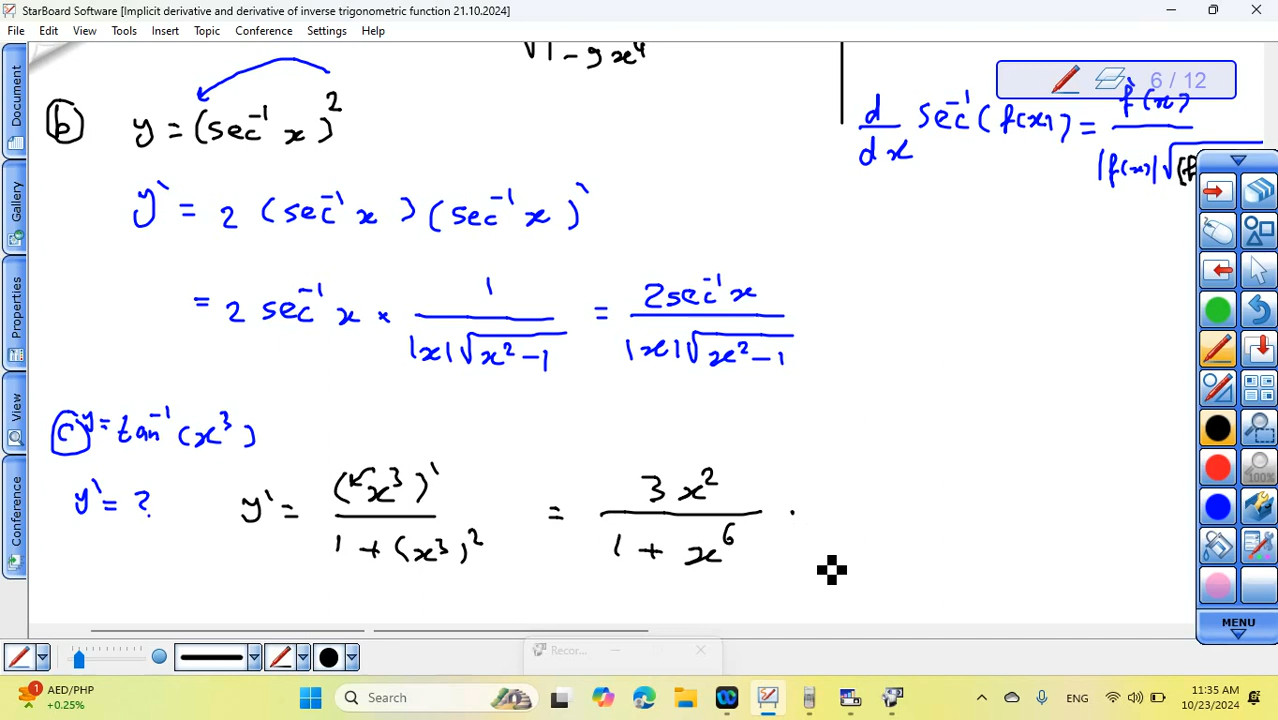 StarBoard Software [Implicit derivative and derivative of inverse trigonometric function 21.10.2024]
File Edit View Tools Insert Topic Conference Settings Help
Document
Gallery
Properties
View
Conference
6 / 12
√1 - 9x⁴
d/dx sec⁻¹(f(x)) = f'(x) / |f(x)|√(f
b y = (sec⁻¹ x)²
y' = 2 (sec⁻¹ x) (sec⁻¹ x)'
= 2 sec⁻¹ x × 1 / |x|√x²-1 = 2sec⁻¹x / |x|√x²-1
c y = tan⁻¹(x³)
y' = ? y' = (x³)' / 1+(x³)² = 3x² / 1+x⁶ .
100%
MENU
Recor...
AED/PHP
+0.25%
1
Search
ENG
11:35 AM
10/23/2024